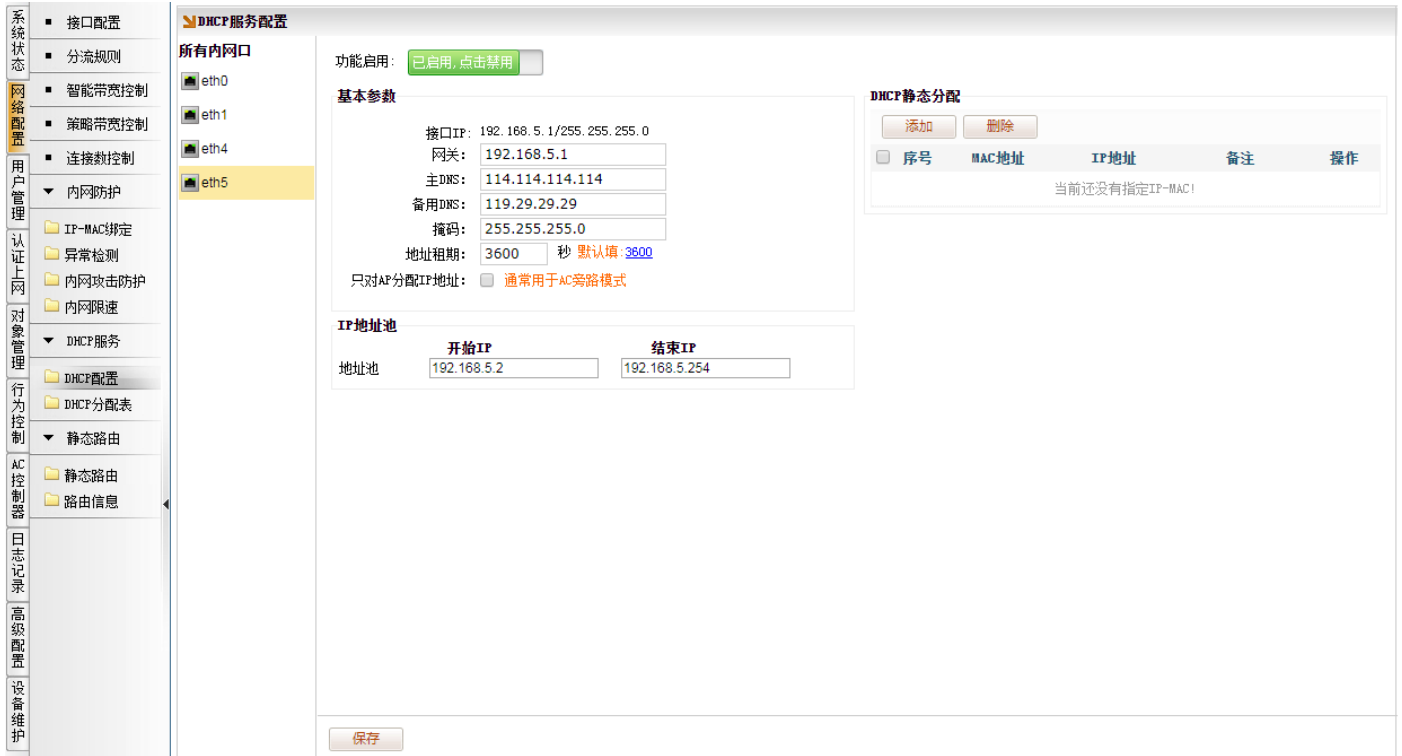 系统状态
网络配置
用户管理
认证上网
对象管理
行为控制
AC控制器
日志记录
高级配置
设备维护
接口配置
分流规则
智能带宽控制
策略带宽控制
连接数控制
内网防护
IP-MAC绑定
异常检测
内网攻击防护
内网限速
DHCP服务
DHCP配置
DHCP分配表
静态路由
静态路由
路由信息
DHCP服务配置
所有内网口
eth0
eth1
eth4
eth5
功能启用: 已启用,点击禁用
基本参数
接口IP: 192.168.5.1/255.255.255.0
网关: 192.168.5.1
主DNS: 114.114.114.114
备用DNS: 119.29.29.29
掩码: 255.255.255.0
地址租期: 3600 秒 默认填:3600
只对AP分配IP地址: 通常用于AC旁路模式
IP地址池
开始IP 结束IP
地址池 192.168.5.2 192.168.5.254
DHCP静态分配
添加 删除
序号 MAC地址 IP地址 备注 操作
当前还没有指定IP-MAC!
保存